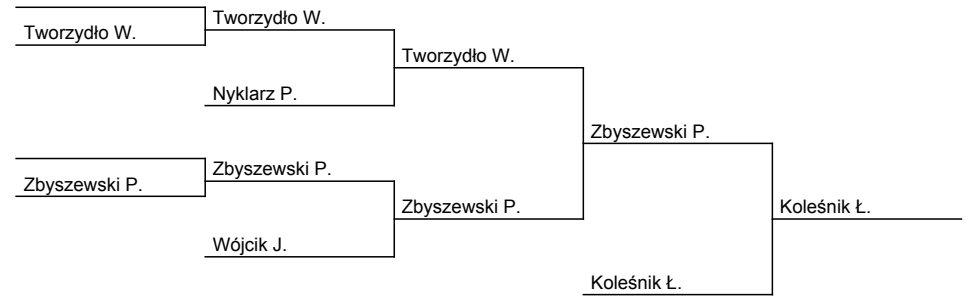 Tworzydło W.
Tworzydło W.
Tworzydło W.
Nyklarz P.
Zbyszewski P.
Zbyszewski P.
Zbyszewski P.
Zbyszewski P.
Koleśnik Ł.
Wójcik J.
Koleśnik Ł.